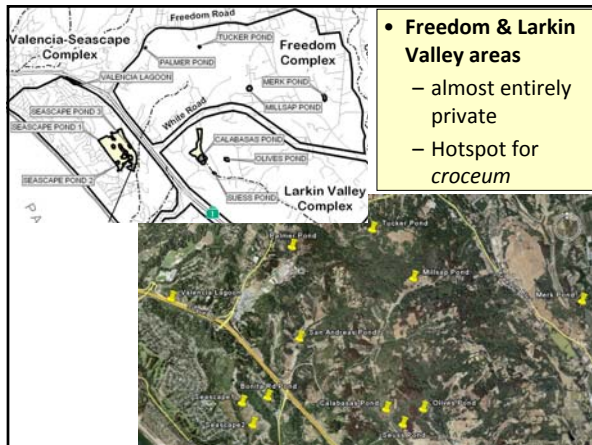 Freedom Road
Valencia-Seascape
Complex
TUCKER POND
Freedom
Complex
PALMER POND
VALENCIA LAGOON
MERK POND
SEASCAPE POND 3
MILLSAP POND
White Road
SEASCAPE POND 1
CALABASAS POND
OLIVES POND
SEASCAPE POND 2
SUESS POND
Larkin Valley
Complex
P A
1
• Freedom & Larkin
Valley areas
– almost entirely
private
– Hotspot for
croceum
Tucker Pond
Palmer Pond
Millsap Pond
Valencia Lagoon
Merk Pond
San Andreas Pond
Bonita Rd Pond
Seascape1
Calabasas Pond
Olives Pond
Seascape2
Seuss Pond